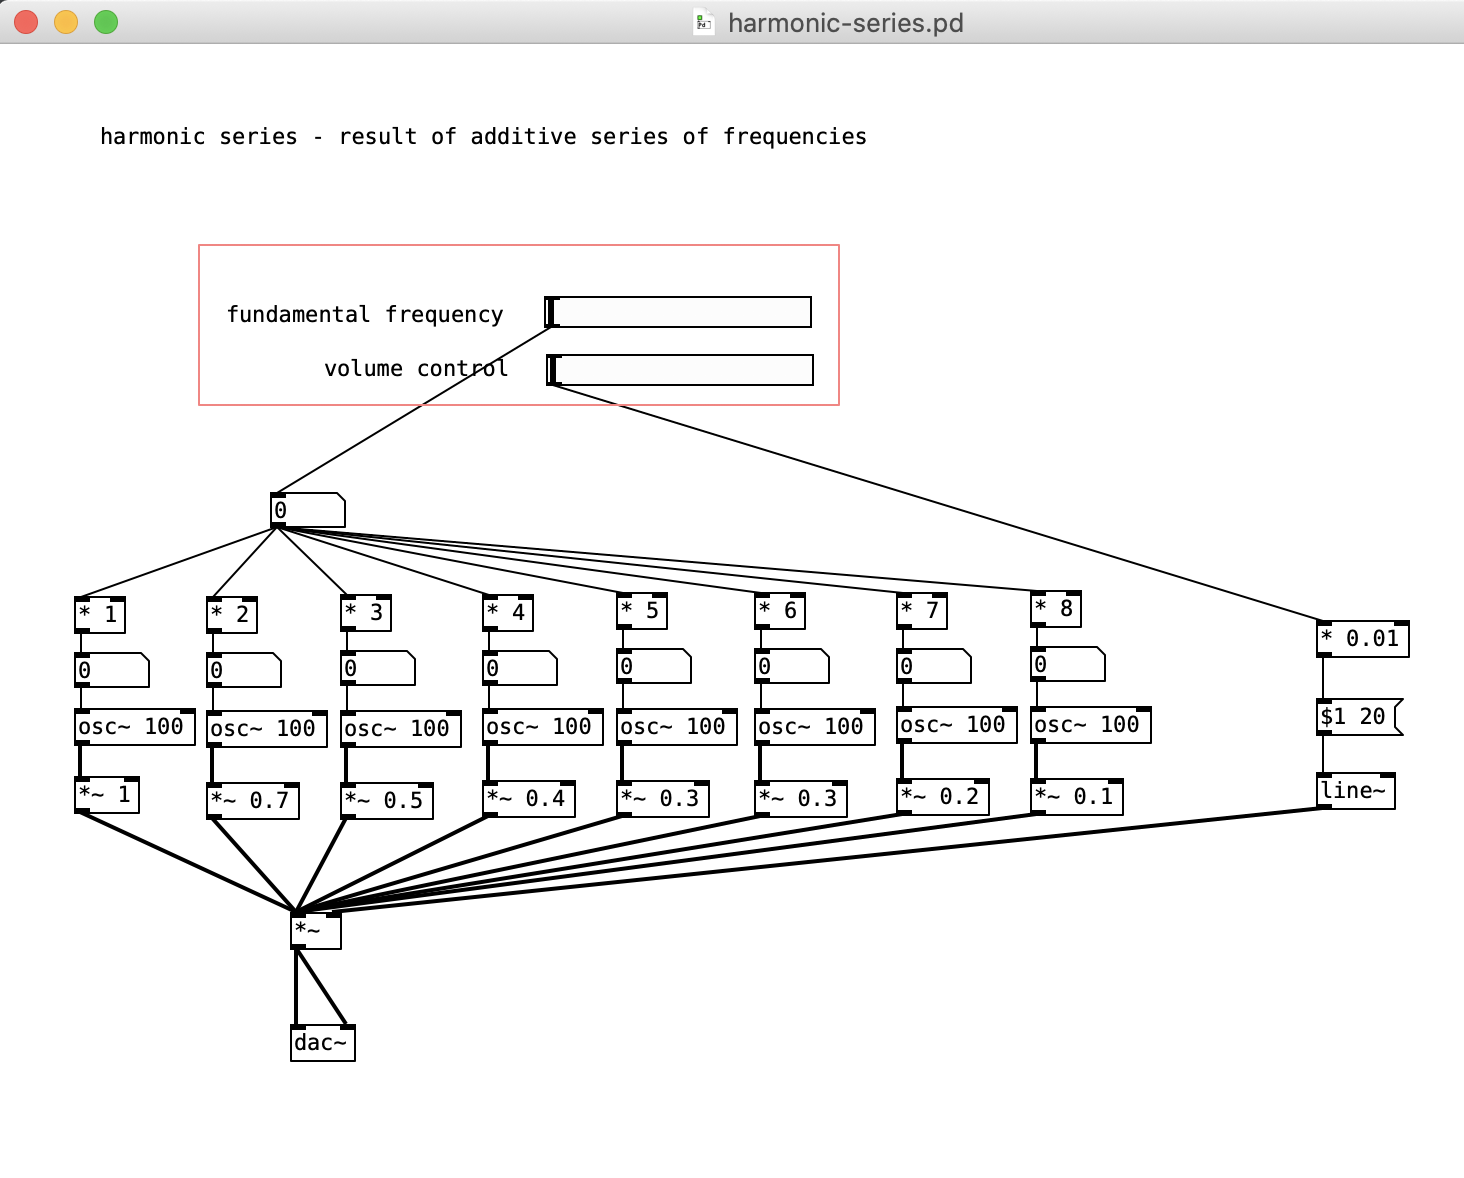 harmonic-series.pd
harmonic series - result of additive series of frequencies
fundamental frequency
volume control
0
* 1 * 2 * 3 * 4 * 5 * 6 * 7 * 8 * 0.01
0 0 0 0 0 0 0 0
osc~ 100 osc~ 100 osc~ 100 osc~ 100 osc~ 100 osc~ 100 osc~ 100 osc~ 100 $1 20
*~ 1 *~ 0.7 *~ 0.5 *~ 0.4 *~ 0.3 *~ 0.3 *~ 0.2 *~ 0.1 line~
*~
dac~